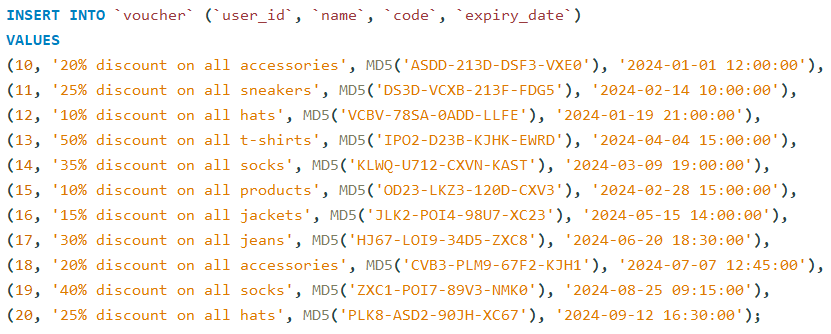 INSERT INTO `voucher` (`user_id`, `name`, `code`, `expiry_date`)
VALUES
(10, '20% discount on all accessories', MD5('ASDD-213D-DSF3-VXE0'), '2024-01-01 12:00:00'),
(11, '25% discount on all sneakers', MD5('DS3D-VCXB-213F-FDG5'), '2024-02-14 10:00:00'),
(12, '10% discount on all hats', MD5('VCBV-78SA-0ADD-LLFE'), '2024-01-19 21:00:00'),
(13, '50% discount on all t-shirts', MD5('IPO2-D23B-KJHK-EWRD'), '2024-04-04 15:00:00'),
(14, '35% discount on all socks', MD5('KLWQ-U712-CXVN-KAST'), '2024-03-09 19:00:00'),
(15, '10% discount on all products', MD5('OD23-LKZ3-120D-CXV3'), '2024-02-28 15:00:00'),
(16, '15% discount on all jackets', MD5('JLK2-POI4-98U7-XC23'), '2024-05-15 14:00:00'),
(17, '30% discount on all jeans', MD5('HJ67-LOI9-34D5-ZXC8'), '2024-06-20 18:30:00'),
(18, '20% discount on all accessories', MD5('CVB3-PLM9-67F2-KJH1'), '2024-07-07 12:45:00'),
(19, '40% discount on all socks', MD5('ZXC1-POI7-89V3-NMK0'), '2024-08-25 09:15:00'),
(20, '25% discount on all hats', MD5('PLK8-ASD2-90JH-XC67'), '2024-09-12 16:30:00');